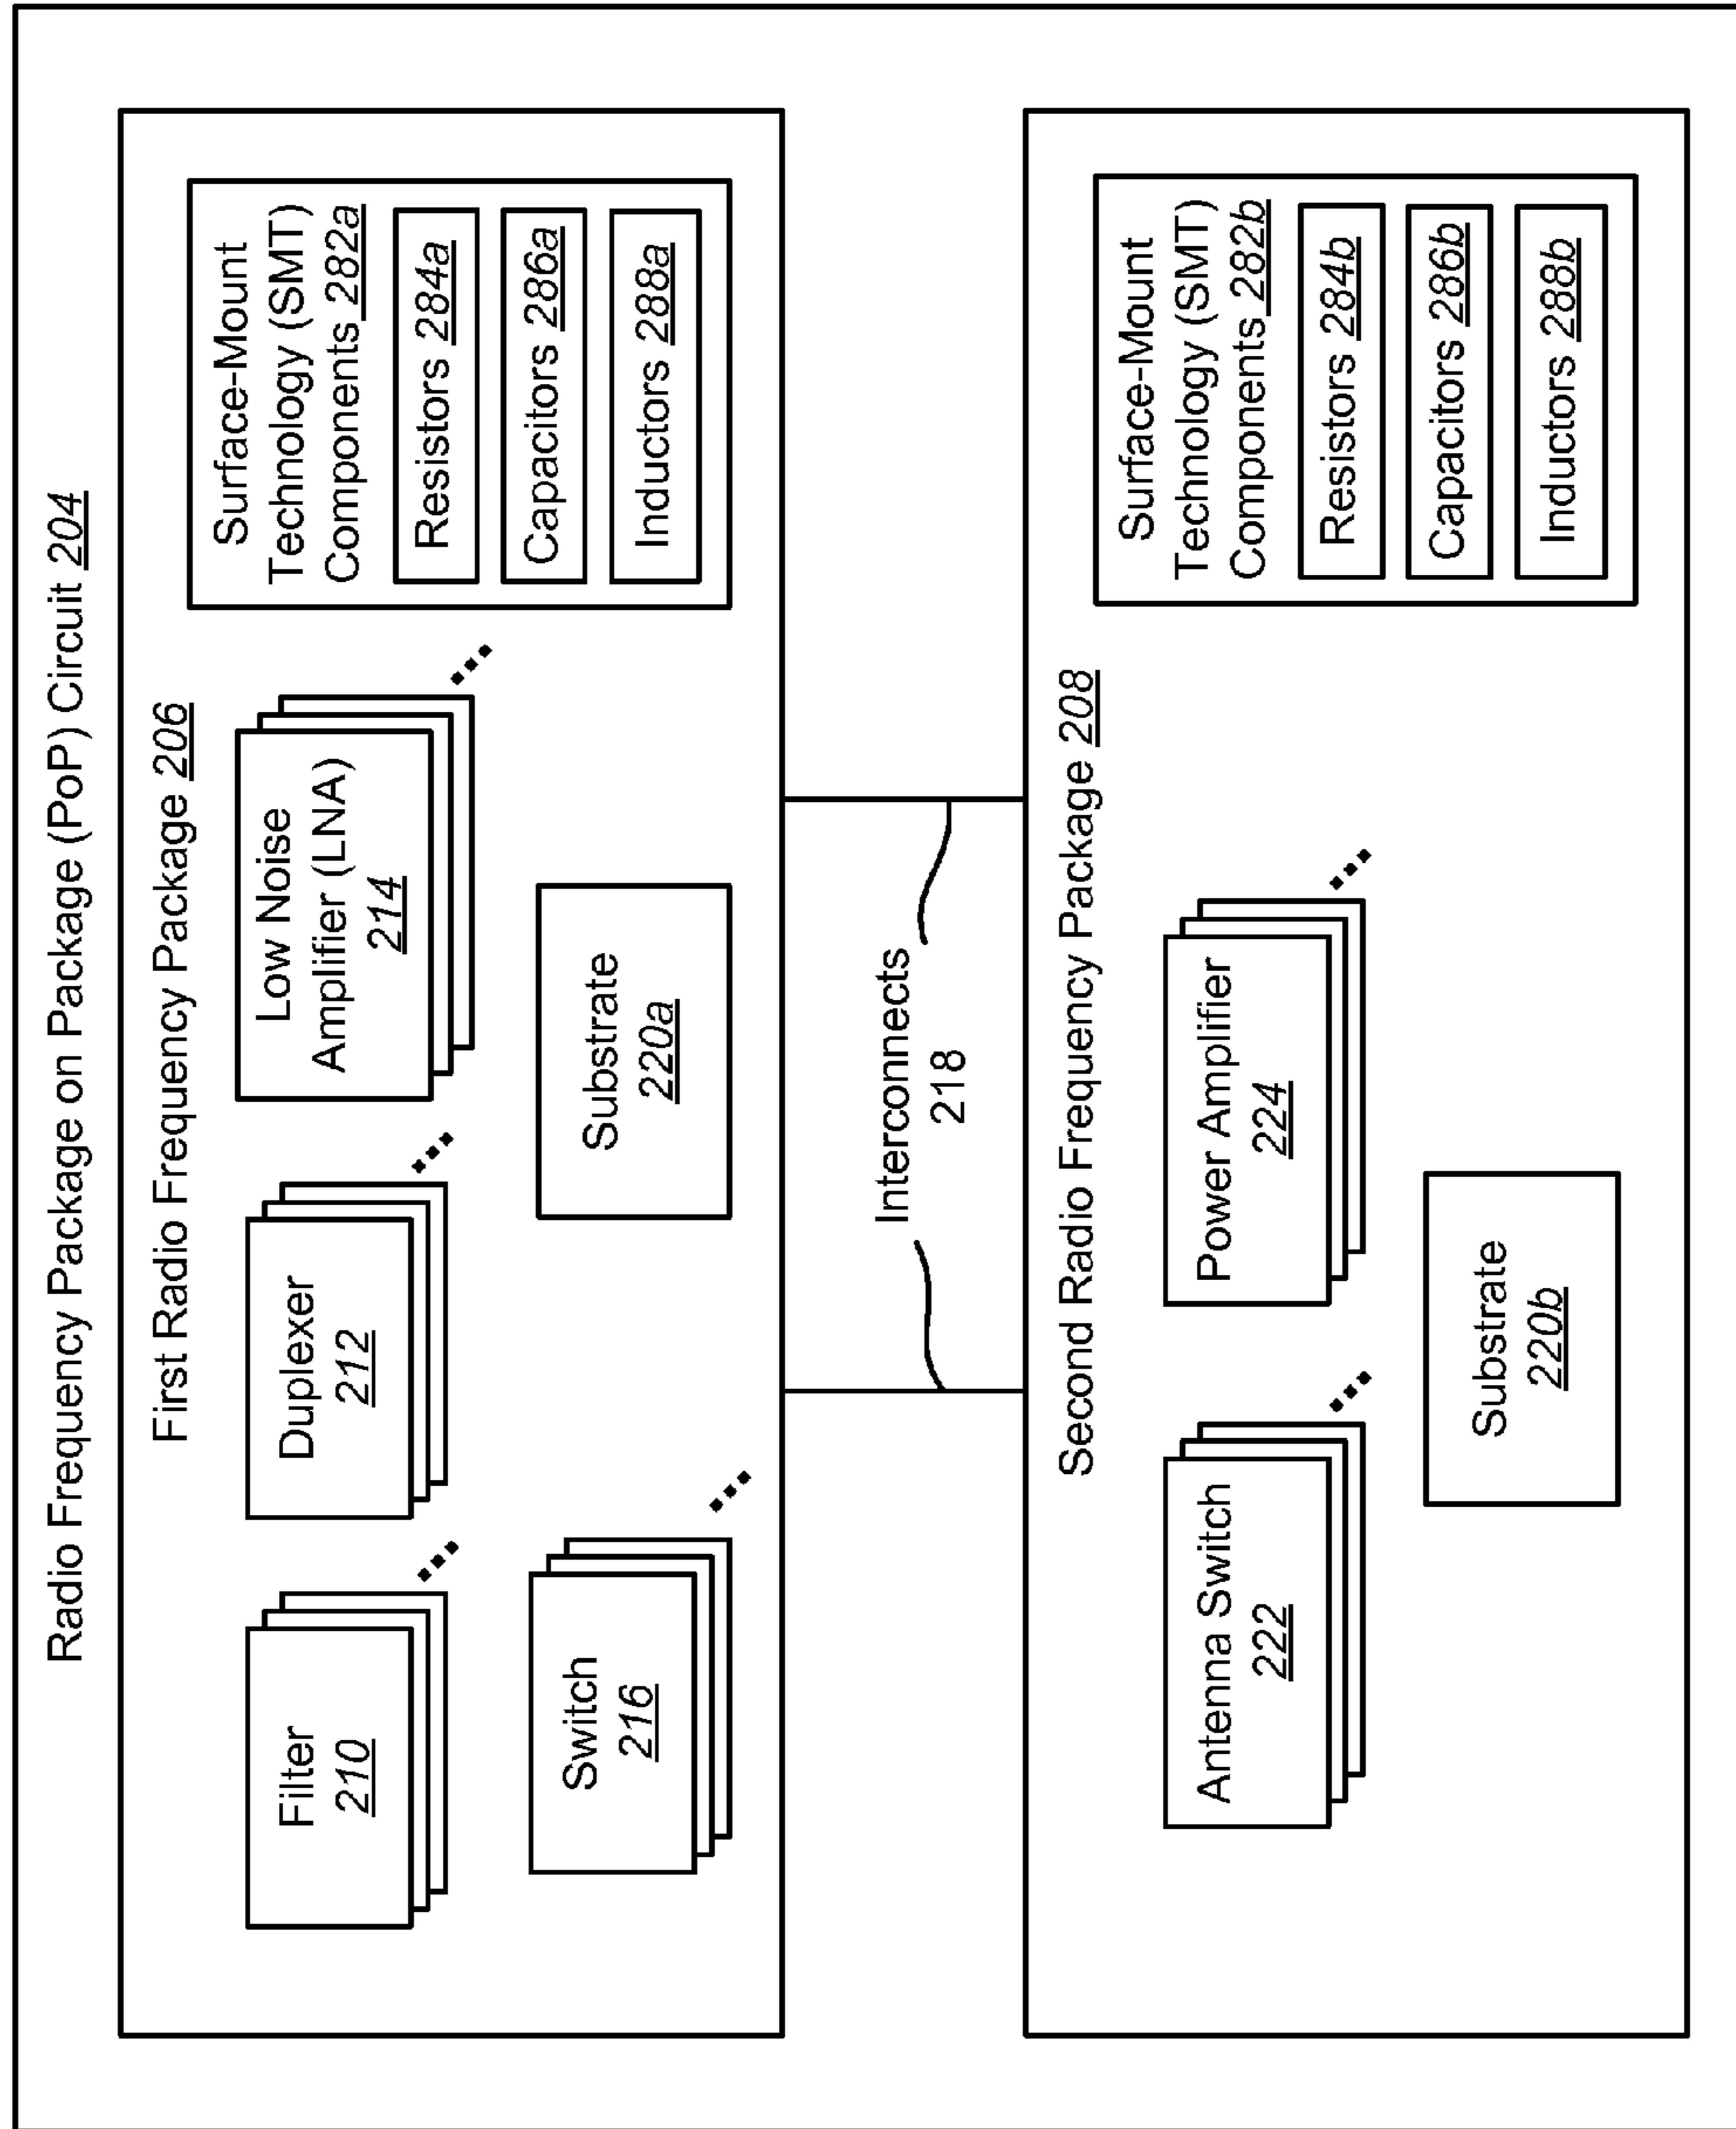 Radio Frequency Package on Package (PoP) Circuit 204
First Radio Frequency Package 206
Filter
210
Duplexer
212
Low Noise
Amplifier (LNA)
214
Switch
216
Substrate
220a
Surface-Mount
Technology (SMT)
Components 282a
Resistors 284a
Capacitors 286a
Inductors 288a
Interconnects
218
Second Radio Frequency Package 208
Antenna Switch
222
Power Amplifier
224
Substrate
220b
Surface-Mount
Technology (SMT)
Components 282b
Resistors 284b
Capacitors 286b
Inductors 288b